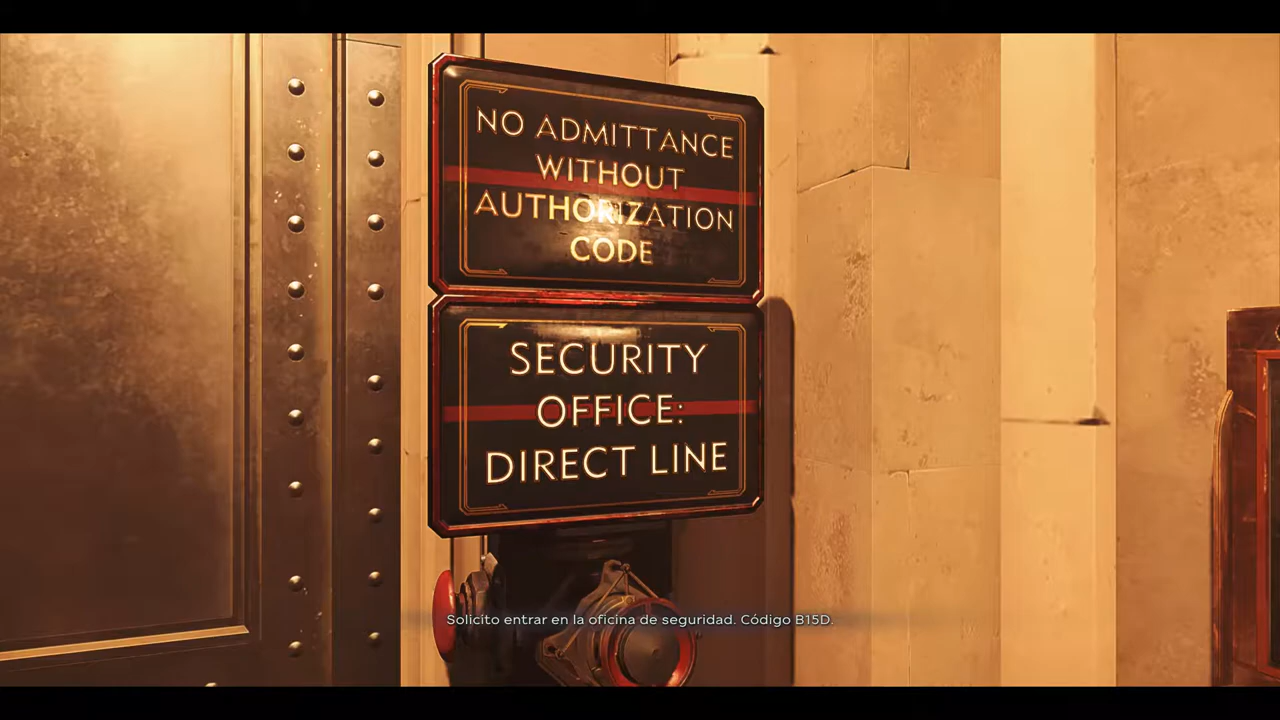 NO ADMITTANCE
WITHOUT
AUTHORIZATION
CODE
SECURITY
OFFICE:
DIRECT LINE
Solicito entrar en la oficina de seguridad. Código B15D.